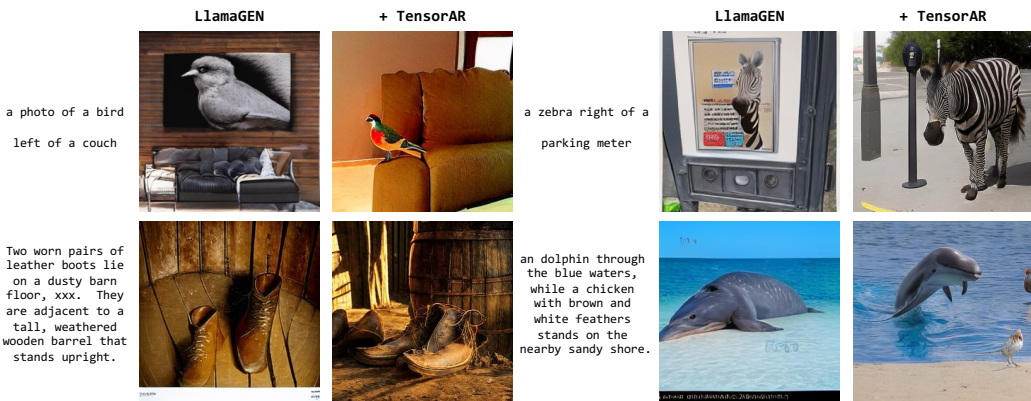 LlamaGEN
+ TensorAR
LlamaGEN
+ TensorAR
a photo of a bird
left of a couch
a zebra right of a
parking meter
Two worn pairs of
leather boots lie
on a dusty barn
floor, xxx. They
are adjacent to a
tall, weathered
wooden barrel that
stands upright.
an dolphin through
the blue waters,
while a chicken
with brown and
white feathers
stands on the
nearby sandy shore.